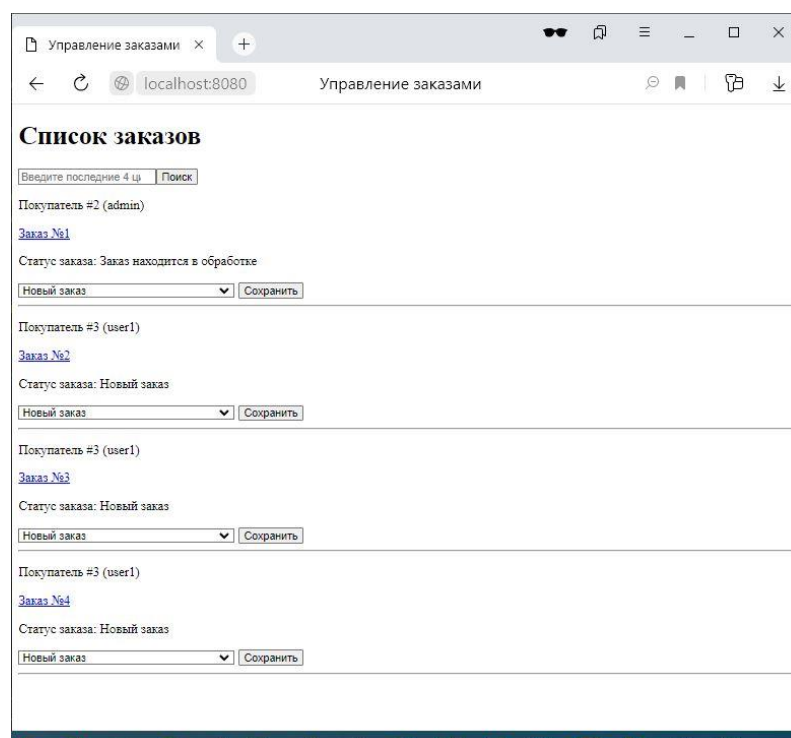 Управление заказами
localhost:8080 Управление заказами
Список заказов
Введите последние 4 Поиск
Покупатель #2 (admin)
Заказ №1
Статус заказа: Заказ находится в обработке
Новый заказ Сохранить
Покупатель #3 (user1)
Заказ №2
Статус заказа: Новый заказ
Новый заказ Сохранить
Покупатель #3 (user1)
Заказ №3
Статус заказа: Новый заказ
Новый заказ Сохранить
Покупатель #3 (user1)
Заказ №4
Статус заказа: Новый заказ
Новый заказ Сохранить